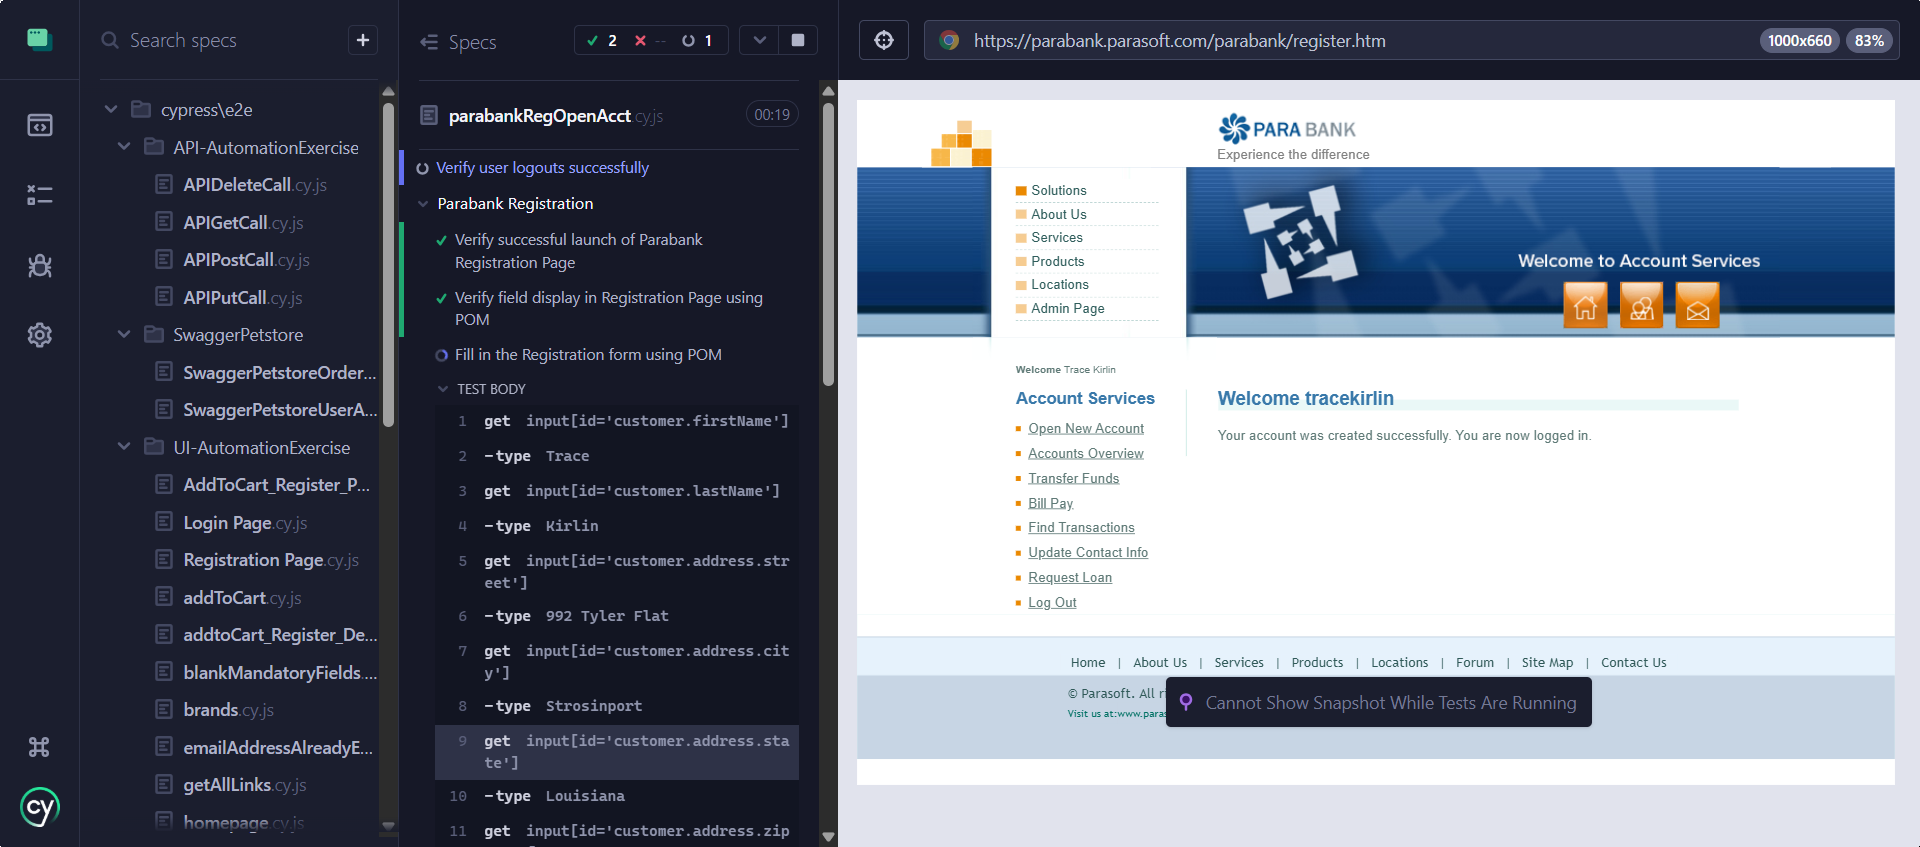 Search specs
+
cypress\e2e
API-AutomationExercise
APIDeleteCall.cy.js
APIGetCall.cy.js
APIPostCall.cy.js
APIPutCall.cy.js
SwaggerPetstore
SwaggerPetstoreOrder...
SwaggerPetstoreUserA...
UI-AutomationExercise
AddToCart_Register_P...
Login Page.cy.js
Registration Page.cy.js
addToCart.cy.js
addtoCart_Register_De...
blankMandatoryFields....
brands.cy.js
emailAddressAlreadyE...
getAllLinks.cy.js
homepage.cy.js
cy
Specs
2 -- 1
parabankRegOpenAcct.cy.js 00:19
Verify user logouts successfully
Parabank Registration
Verify successful launch of Parabank
Registration Page
Verify field display in Registration Page using
POM
Fill in the Registration form using POM
TEST BODY
1 get input[id='customer.firstName']
2 -type Trace
3 get input[id='customer.lastName']
4 -type Kirlin
5 get input[id='customer.address.str
eet']
6 -type 992 Tyler Flat
7 get input[id='customer.address.cit
y']
8 -type Strosinport
9 get input[id='customer.address.sta
te']
10 -type Louisiana
11 get input[id='customer.address.zip
https://parabank.parasoft.com/parabank/register.htm
1000x660 83%
PARA BANK
Experience the difference
Solutions
About Us
Services
Products
Locations
Admin Page
Welcome to Account Services
Welcome Trace Kirlin
Account Services
Open New Account
Accounts Overview
Transfer Funds
Bill Pay
Find Transactions
Update Contact Info
Request Loan
Log Out
Welcome tracekirlin
Your account was created successfully. You are now logged in.
Home | About Us | Services | Products | Locations | Forum | Site Map | Contact Us
© Parasoft. All ri
Visit us at:www.paras
Cannot Show Snapshot While Tests Are Running